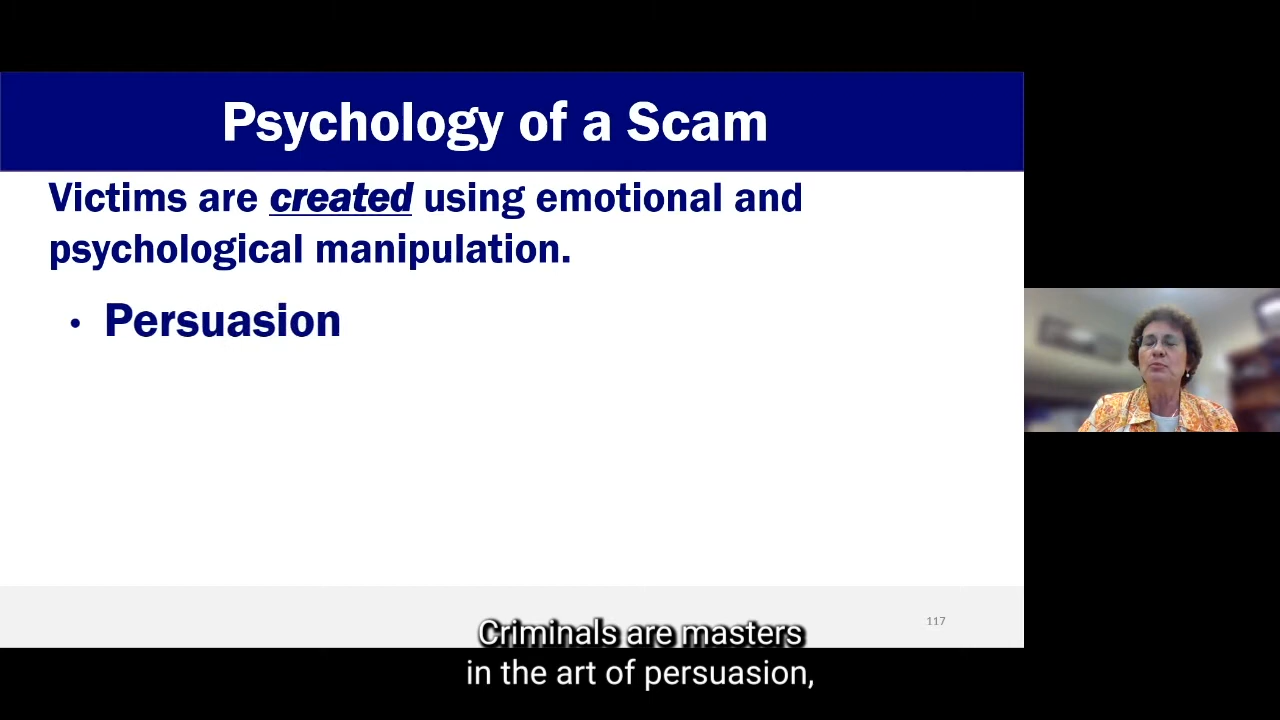 Psychology of a Scam
Victims are created using emotional and
psychological manipulation.
• Persuasion
117
Criminals are masters
in the art of persuasion,